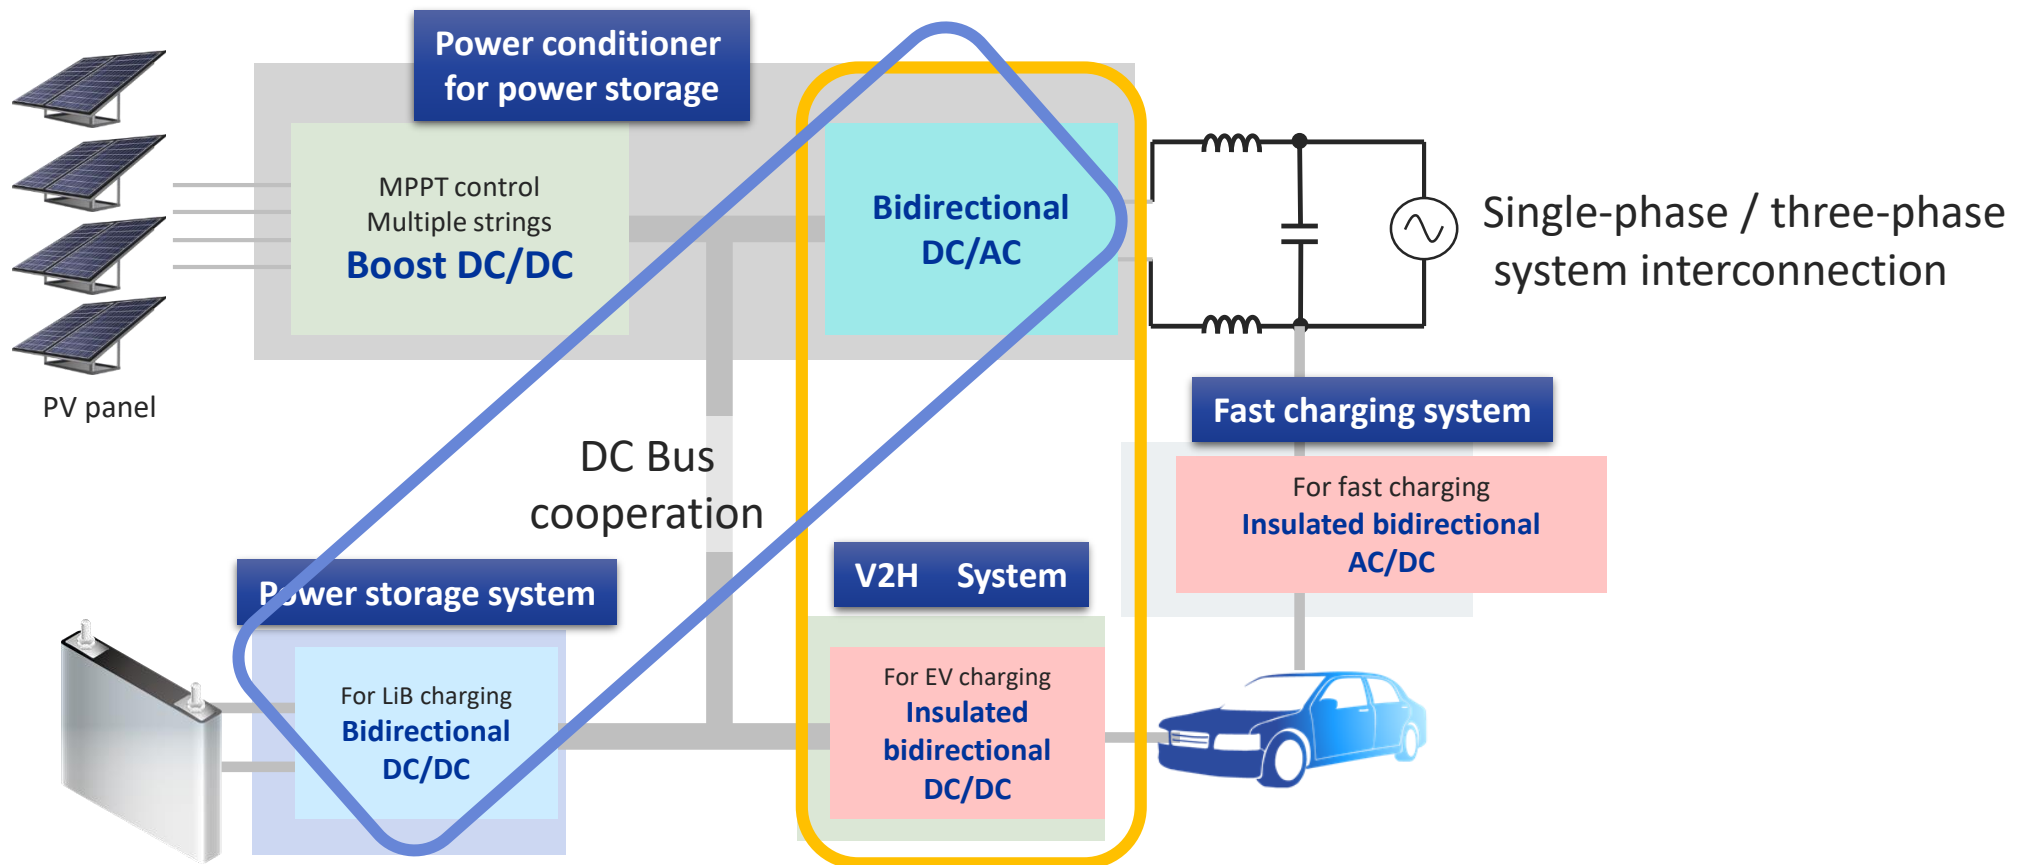 Power conditioner
for power storage
MPPT control
Multiple strings
Boost DC/DC
Bidirectional
DC/AC
Single-phase / three-phase
system interconnection
PV panel
Fast charging system
DC Bus
cooperation
For fast charging
Insulated bidirectional
AC/DC
Power storage system
V2H System
For LiB charging
Bidirectional
DC/DC
For EV charging
Insulated
bidirectional
DC/DC